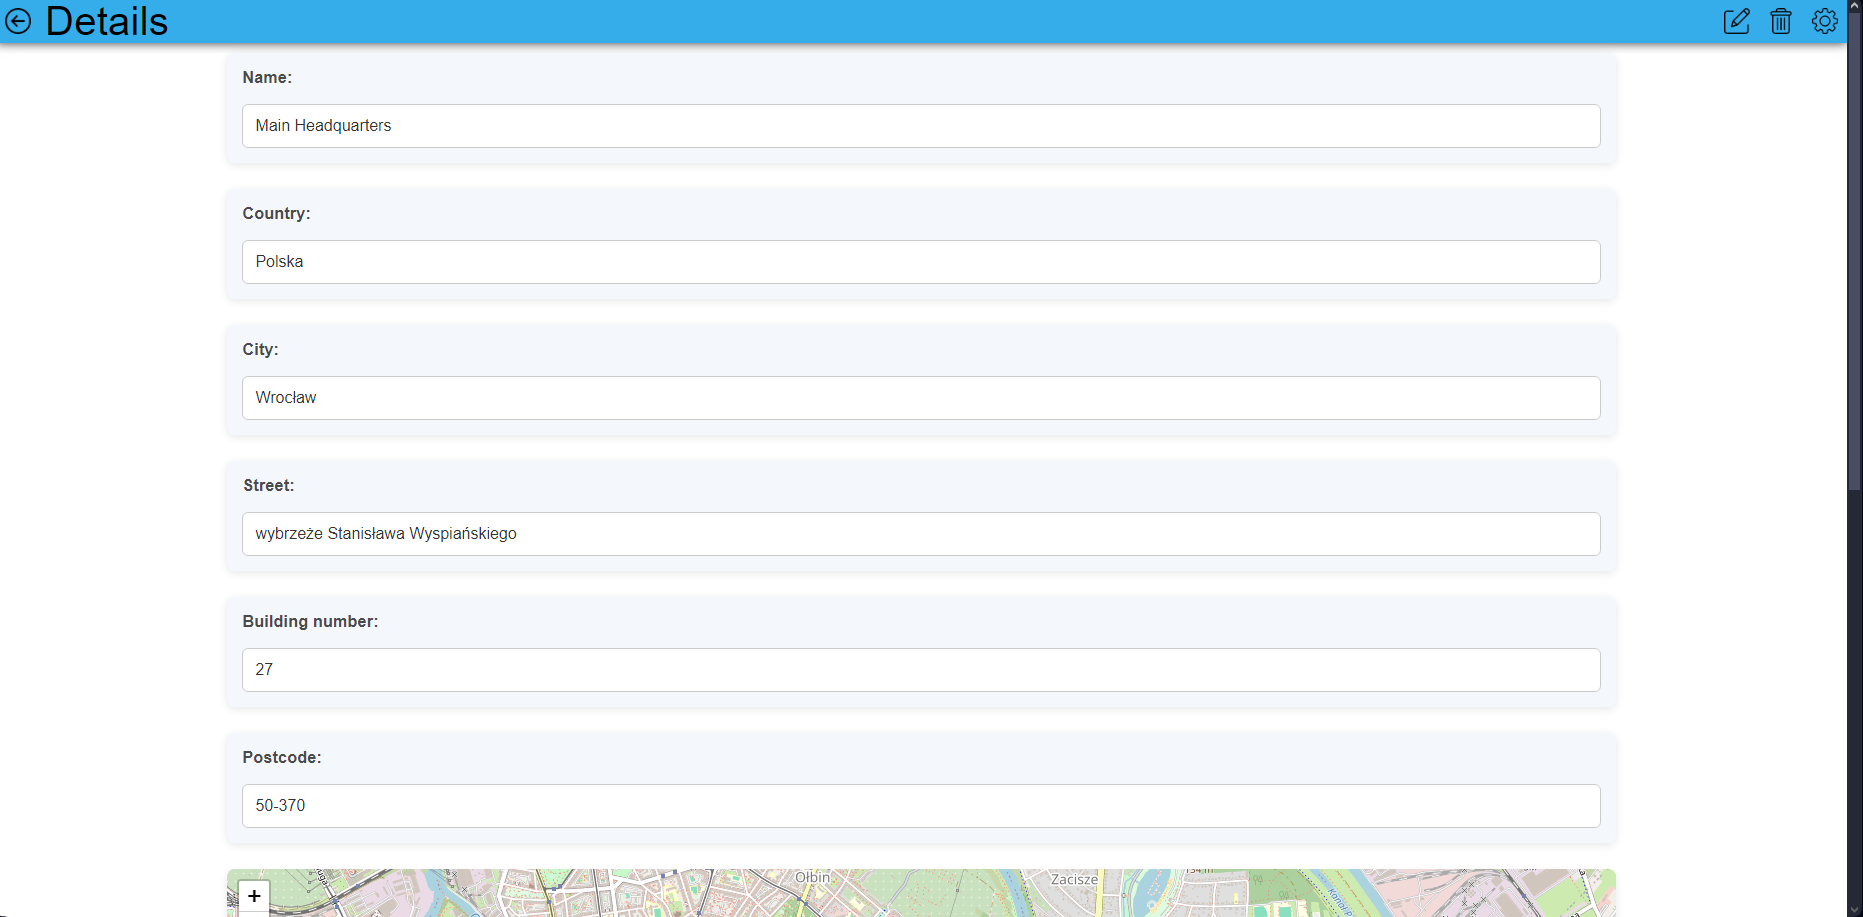 Details
Name:
Main Headquarters
Country:
Polska
City:
Wrocław
Street:
wybrzeże Stanisława Wyspiańskiego
Building number:
27
Postcode:
50-370
+
Ołbin
Zacisze